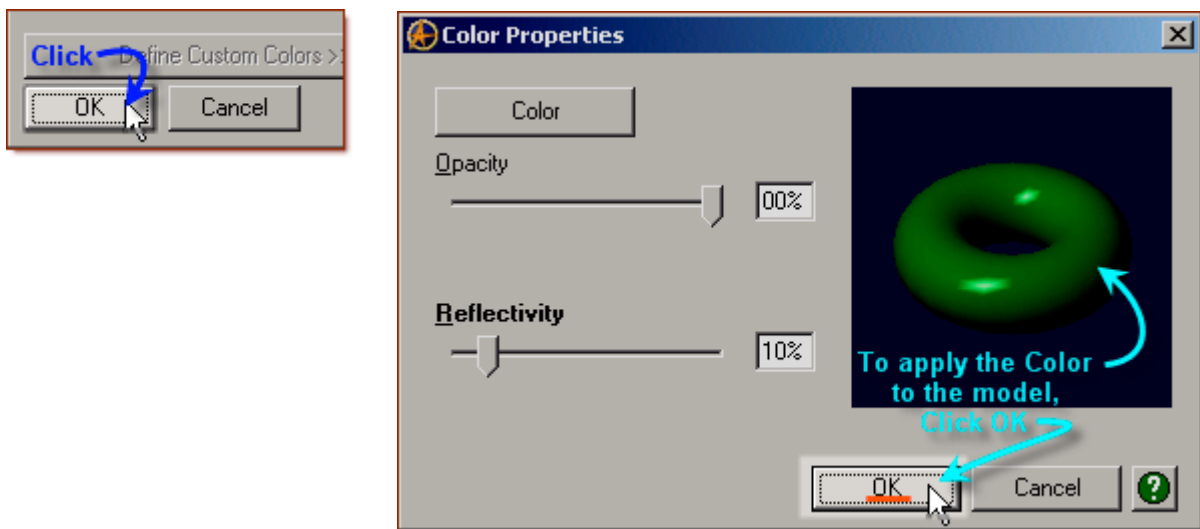 Click
Define Custom Colors >
OK Cancel
Color Properties
Color
Opacity
00%
Reflectivity
10%
To apply the Color
to the model,
Click OK
OK Cancel ?